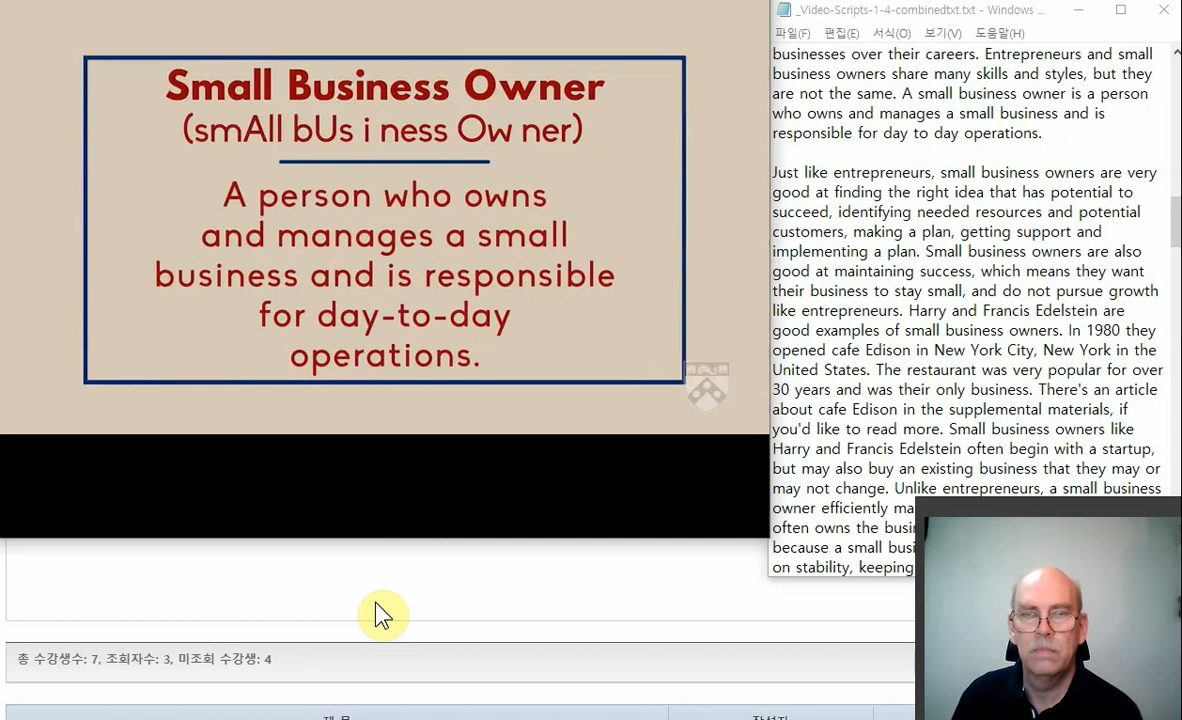 Small Business Owner
(smAll bUs i ness Ow ner)
A person who owns
and manages a small
business and is responsible
for day-to-day
operations.
_Video-Scripts-1-4-combinedtxt.txt - Windows ...
파일(F) 편집(E) 서식(O) 보기(V) 도움말(H)
businesses over their careers. Entrepreneurs and small
business owners share many skills and styles, but they
are not the same. A small business owner is a person
who owns and manages a small business and is
responsible for day to day operations.
Just like entrepreneurs, small business owners are very
good at finding the right idea that has potential to
succeed, identifying needed resources and potential
customers, making a plan, getting support and
implementing a plan. Small business owners are also
good at maintaining success, which means they want
their business to stay small, and do not pursue growth
like entrepreneurs. Harry and Francis Edelstein are
good examples of small business owners. In 1980 they
opened cafe Edison in New York City, New York in the
United States. The restaurant was very popular for over
30 years and was their only business. There's an article
about cafe Edison in the supplemental materials, if
you'd like to read more. Small business owners like
Harry and Francis Edelstein often begin with a startup,
but may also buy an existing business that they may or
may not change. Unlike entrepreneurs, a small business
owner efficiently ma
often owns the busi
because a small busi
on stability, keeping
총 수강생수: 7, 조회자수: 3, 미조회 수강생: 4